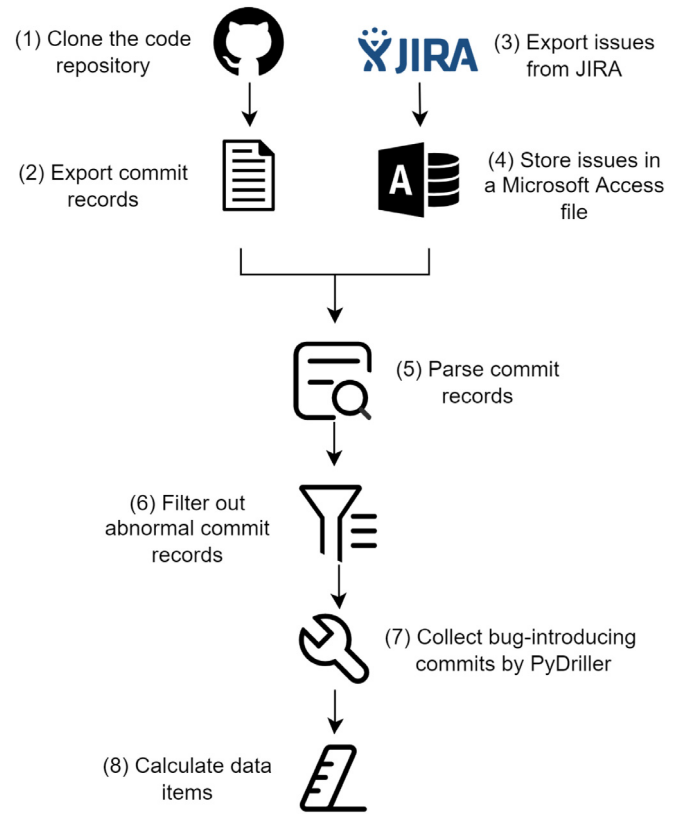 (1) Clone the code
repository
JIRA
(3) Export issues
from JIRA
(2) Export commit
records
A
(4) Store issues in
a Microsoft Access
file
(5) Parse commit
records
(6) Filter out
abnormal commit
records
(7) Collect bug-introducing
commits by PyDriller
(8) Calculate data
items